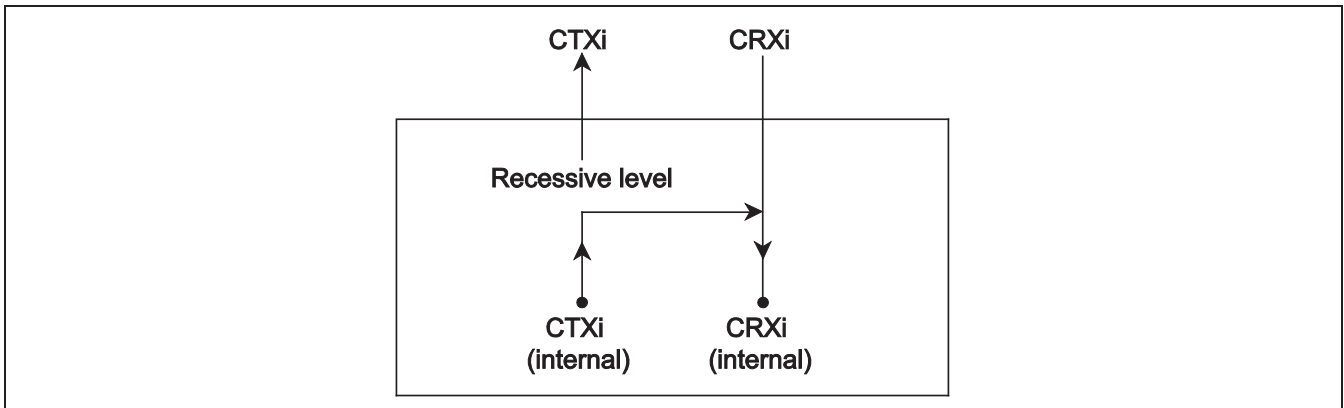 CTXi
CRXi
Recessive level
CTXi
(internal)
CRXi
(internal)